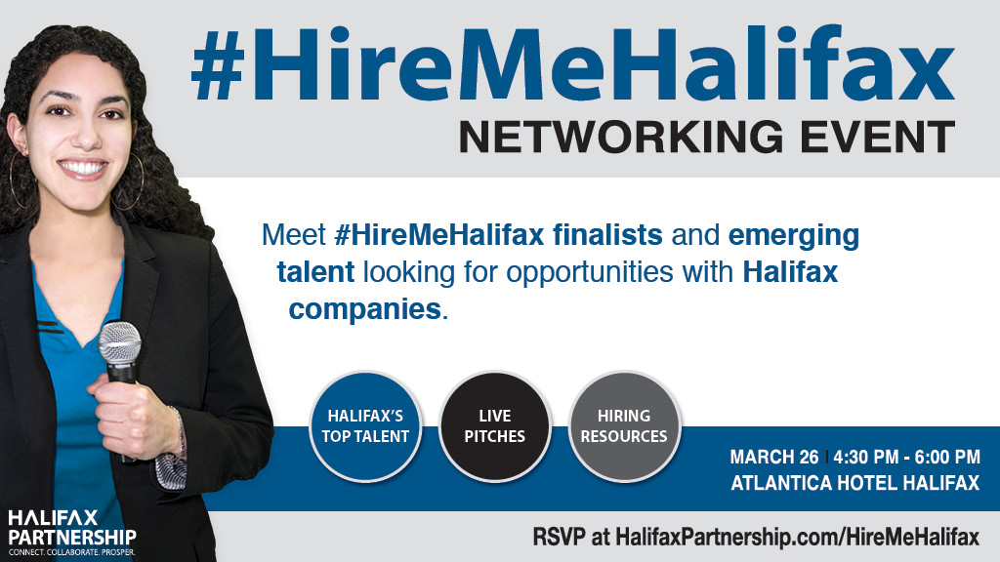 #HireMeHalifax
NETWORKING EVENT
Meet #HireMeHalifax finalists and emerging
talent looking for opportunities with Halifax
companies.
HALIFAX'S
TOP TALENT
LIVE
PITCHES
HIRING
RESOURCES
MARCH 26 | 4:30 PM - 6:00 PM
ATLANTICA HOTEL HALIFAX
HALIFAX
PARTNERSHIP
CONNECT. COLLABORATE. PROSPER.
RSVP at HalifaxPartnership.com/HireMeHalifax